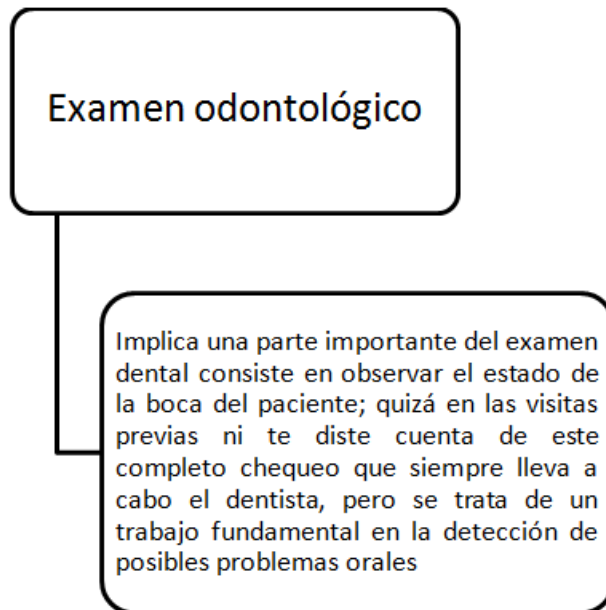 Examen odontológico
Implica una parte importante del examen
dental consiste en observar el estado de
la boca del paciente; quizá en las visitas
previas ni te diste cuenta de este
completo chequeo que siempre lleva a
cabo el dentista, pero se trata de un
trabajo fundamental en la detección de
posibles problemas orales